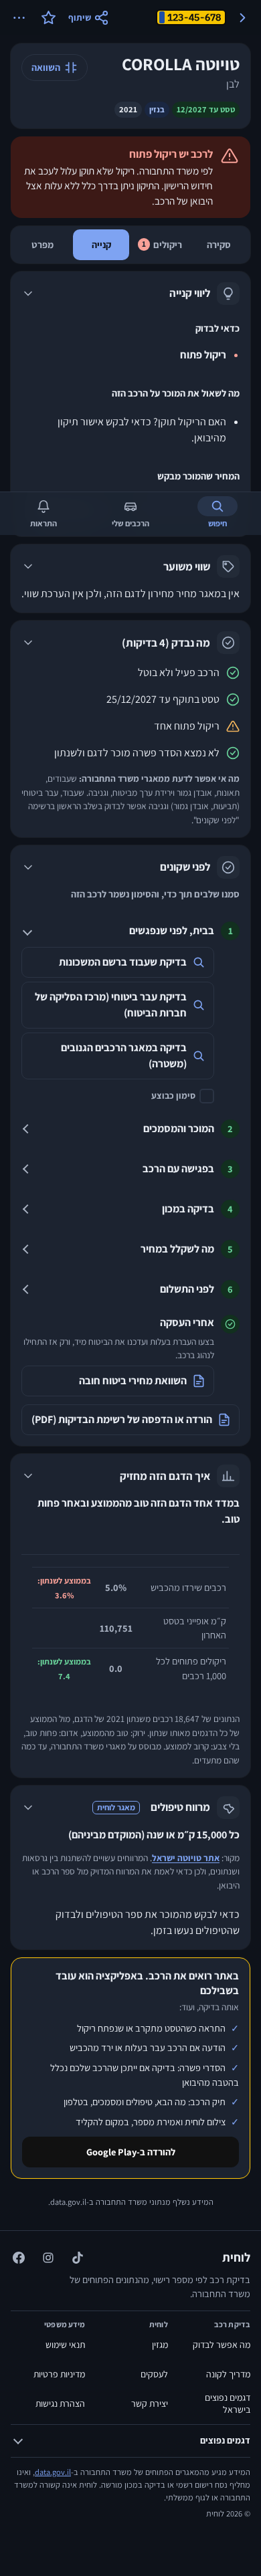 123-45-678
שיתוף
טויוטה COROLLA
השוואה
לבן
טסט עד 12/2027
בנזין
2021
לרכב יש ריקול פתוח
לפי משרד התחבורה. ריקול שלא תוקן עלול לעכב את
חידוש הרישיון. התיקון ניתן בדרך כלל ללא עלות אצל
היבואן של הרכב.
סקירה
ריקולים 1
קנייה
מפרט
ליווי קנייה
כדאי לבדוק
ריקול פתוח
מה לשאול את המוכר על הרכב הזה
האם הריקול תוקן? כדאי לבקש אישור תיקון
מהיבואן.
המחיר שהמוכר מבקש
חיפוש
הרכבים שלי
התראות
שווי משוער
אין במאגר מחיר מחירון לדגם הזה, ולכן אין הערכת שווי.
מה נבדק (4 בדיקות)
הרכב פעיל ולא בוטל
טסט בתוקף עד 25/12/2027
ריקול פתוח אחד
לא נמצא הסדר פשרה מוכר לדגם ולשנתון
מה אי אפשר לדעת ממאגרי משרד התחבורה: שעבודים,
תאונות, אובדן גמור וירידת ערך מביטוח, וגניבה. שעבוד, עבר ביטוחי
(תביעות, אובדן גמור) וגניבה אפשר לבדוק בשלב הראשון ברשימה
"לפני שקונים".
לפני שקונים
סמנו שלבים תוך כדי, והסימון נשמר לרכב הזה
1
בבית, לפני שנפגשים
בדיקת שעבוד ברשם המשכונות
בדיקת עבר ביטוחי (מרכז הסליקה של
חברות הביטוח)
בדיקה במאגר הרכבים הגנובים
(משטרה)
סימון כבוצע
2
המוכר והמסמכים
3
בפגישה עם הרכב
4
בדיקה במכון
5
מה לשקלל במחיר
6
לפני התשלום
אחרי העסקה
בצעו העברת בעלות ועדכנו את הביטוח מיד, ורק אז התחילו
לנהוג ברכב.
השוואת מחירי ביטוח חובה
הורדה או הדפסה של רשימת הבדיקות (PDF)
איך הדגם הזה מחזיק
במדד אחד הדגם הזה טוב מהממוצע ובאחר פחות
טוב.
רכבים שירדו מהכביש
5.0%
בממוצע לשנתון:
3.6%
ק״מ אופייני בטסט
האחרון
110,751
ריקולים פתוחים לכל
1,000 רכבים
0.0
בממוצע לשנתון:
7.4
הנתונים של 18,647 רכבים משנתון 2021 של הדגם, מול הממוצע
של כל הדגמים מאותו שנתון. ירוק: טוב מהממוצע, אדום: פחות טוב,
בלי צבע: קרוב לממוצע. מבוסס על מאגרי משרד התחבורה, עד כמה
שהם מתועדים.
מרווח טיפולים
מאגר לוחית
כל 15,000 ק״מ או שנה (המוקדם מביניהם)
מקור: אתר טויוטה ישראל. המרווחים עשויים להשתנות בין גרסאות
ושנתונים, ולכן כדאי לאמת את המרווח המדויק מול ספר הרכב או
היבואן.
כדאי לבקש מהמוכר את ספר הטיפולים ולבדוק
שהטיפולים נעשו בזמן.
באתר רואים את הרכב. באפליקציה הוא עובד
בשבילכם
אותה בדיקה, ועוד:
✓ התראה כשהטסט מתקרב או שנפתח ריקול
✓ הודעה אם הרכב עבר בעלות או ירד מהכביש
✓ הסדרי פשרה: בדיקה אם ייתכן שהרכב שלכם נכלל
בהטבה מהיבואן
✓ תיק הרכב: מה הבא, טיפולים ומסמכים, בטלפון
✓ צילום לוחית ואמירת מספר, במקום להקליד
להורדה ב-Google Play
המידע נשלף מנתוני משרד התחבורה ב-data.gov.il.
לוחית
בדיקת רכב לפי מספר רישוי, מהנתונים הפתוחים של
משרד התחבורה.
בדיקת רכב
לוחית
מידע משפטי
מה אפשר לבדוק
מגזין
תנאי שימוש
מדריך לקונה
לעסקים
מדיניות פרטיות
דגמים נפוצים
בישראל
יצירת קשר
הצהרת נגישות
דגמים נפוצים
המידע מגיע מהמאגרים הפתוחים של משרד התחבורה ב-data.gov.il, ואינו
מחליף נסח רישום רשמי או בדיקה במכון מורשה. לוחית אינה קשורה למשרד
התחבורה או לגוף ממשלתי.
© 2026 לוחית